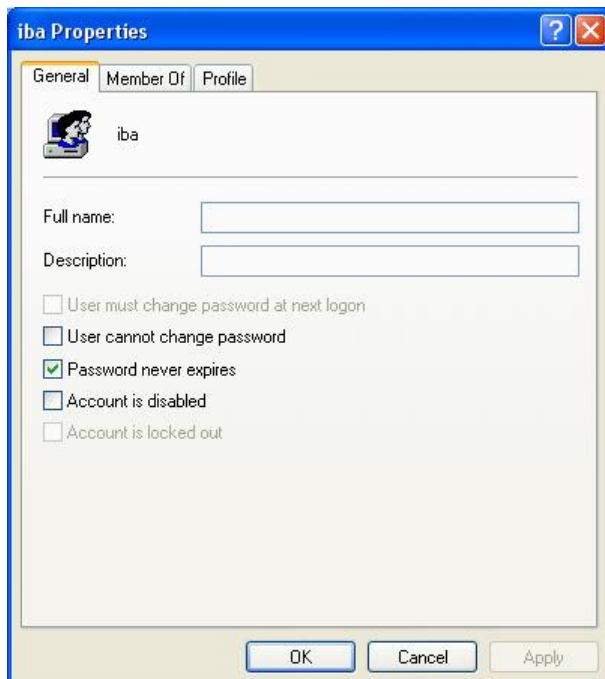 iba Properties
General Member Of Profile
iba
Full name:
Description:
User must change password at next logon
User cannot change password
Password never expires
Account is disabled
Account is locked out
OK Cancel Apply